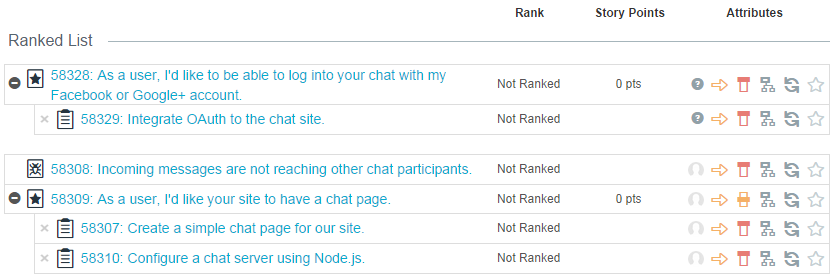 Rank Story Points Attributes
Ranked List
58328: As a user, I'd like to be able to log into your chat with my Not Ranked 0 pts
Facebook or Google+ account.
58329: Integrate OAuth to the chat site. Not Ranked
58308: Incoming messages are not reaching other chat participants. Not Ranked
58309: As a user, I'd like your site to have a chat page. Not Ranked 0 pts
58307: Create a simple chat page for our site. Not Ranked
58310: Configure a chat server using Node.js. Not Ranked